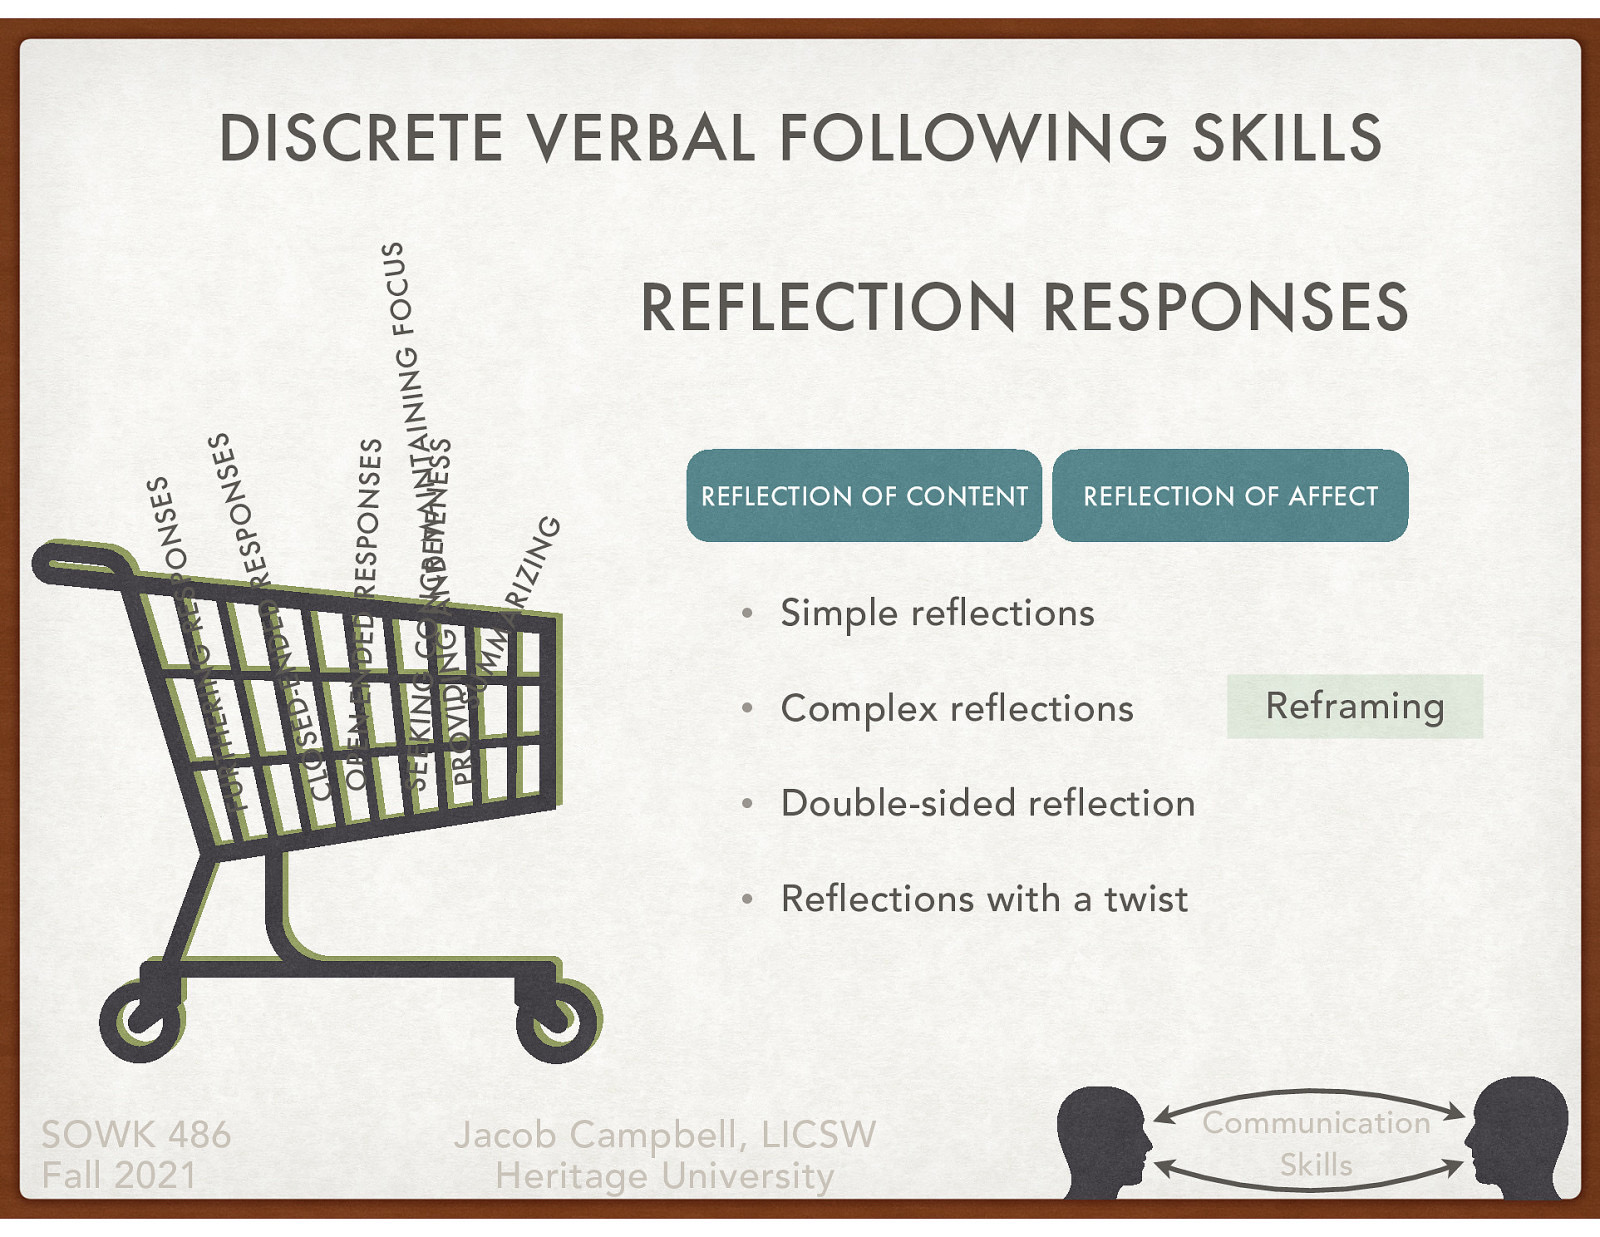 DISCRETE VERBAL FOLLOWING SKILLS
REFLECTION RESPONSES
FURTHERING RESPONSES
CLOSED-ENDED RESPONSES
OPEN-ENDED RESPONSES
SEEKING CONCRETENESS
PROVIDING AND MAINTAINING FOCUS
SUMMARIZING
REFLECTION OF CONTENT
REFLECTION OF AFFECT
• Simple reflections
• Complex reflections
Reframing
• Double-sided reflection
• Reflections with a twist
SOWK 486
Fall 2021
Jacob Campbell, LICSW
Heritage University
Communication
Skills